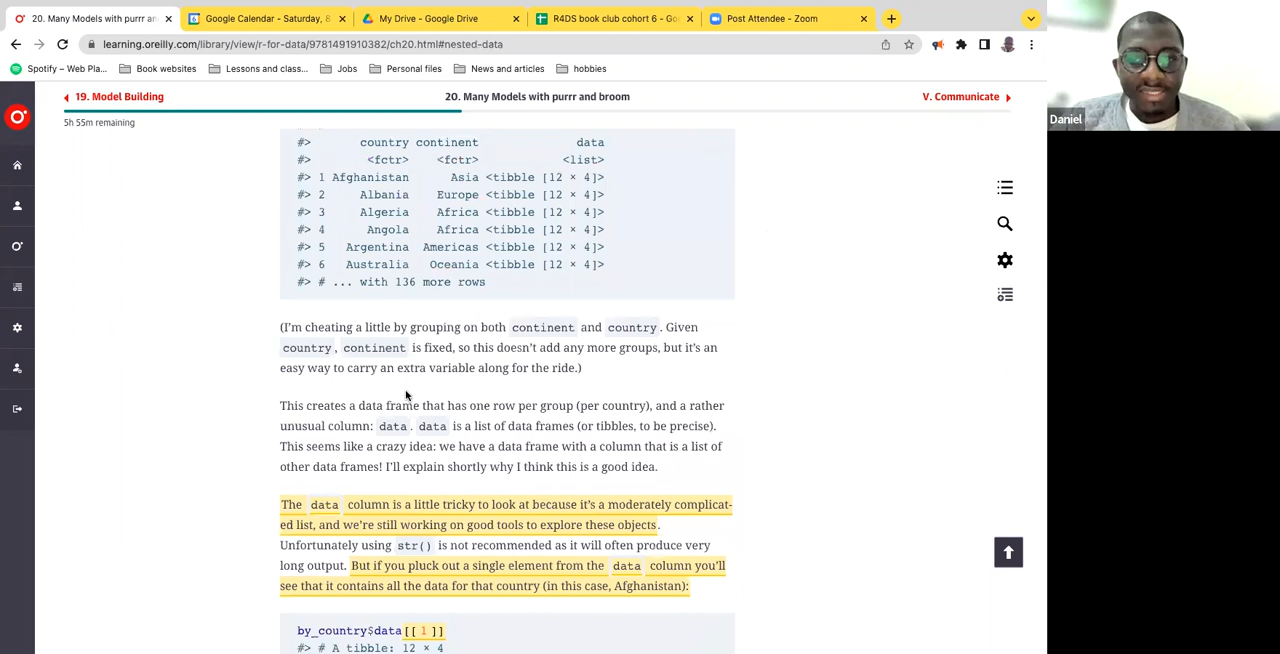 20. Many Models with purrr an
Google Calendar - Saturday, 8
My Drive - Google Drive
R4DS book club cohort 6 - Go
Post Attendee - Zoom
learning.oreilly.com/library/view/r-for-data/9781491910382/ch20.html#nested-data
Spotify – Web Pla...
Book websites
Lessons and class...
Jobs
Personal files
News and articles
hobbies
19. Model Building
20. Many Models with purrr and broom
V. Communicate
5h 55m remaining
#> country continent data
#> <fctr> <fctr> <list>
#> 1 Afghanistan Asia <tibble [12 × 4]>
#> 2 Albania Europe <tibble [12 × 4]>
#> 3 Algeria Africa <tibble [12 × 4]>
#> 4 Angola Africa <tibble [12 × 4]>
#> 5 Argentina Americas <tibble [12 × 4]>
#> 6 Australia Oceania <tibble [12 × 4]>
#> # ... with 136 more rows
(I'm cheating a little by grouping on both continent and country. Given
country, continent is fixed, so this doesn't add any more groups, but it's an
easy way to carry an extra variable along for the ride.)
This creates a data frame that has one row per group (per country), and a rather
unusual column: data. data is a list of data frames (or tibbles, to be precise).
This seems like a crazy idea: we have a data frame with a column that is a list of
other data frames! I'll explain shortly why I think this is a good idea.
The data column is a little tricky to look at because it's a moderately complicat-
ed list, and we're still working on good tools to explore these objects.
Unfortunately using str() is not recommended as it will often produce very
long output. But if you pluck out a single element from the data column you'll
see that it contains all the data for that country (in this case, Afghanistan):
by_country$data[[1]]
#> # A tibble: 12 × 4
Daniel